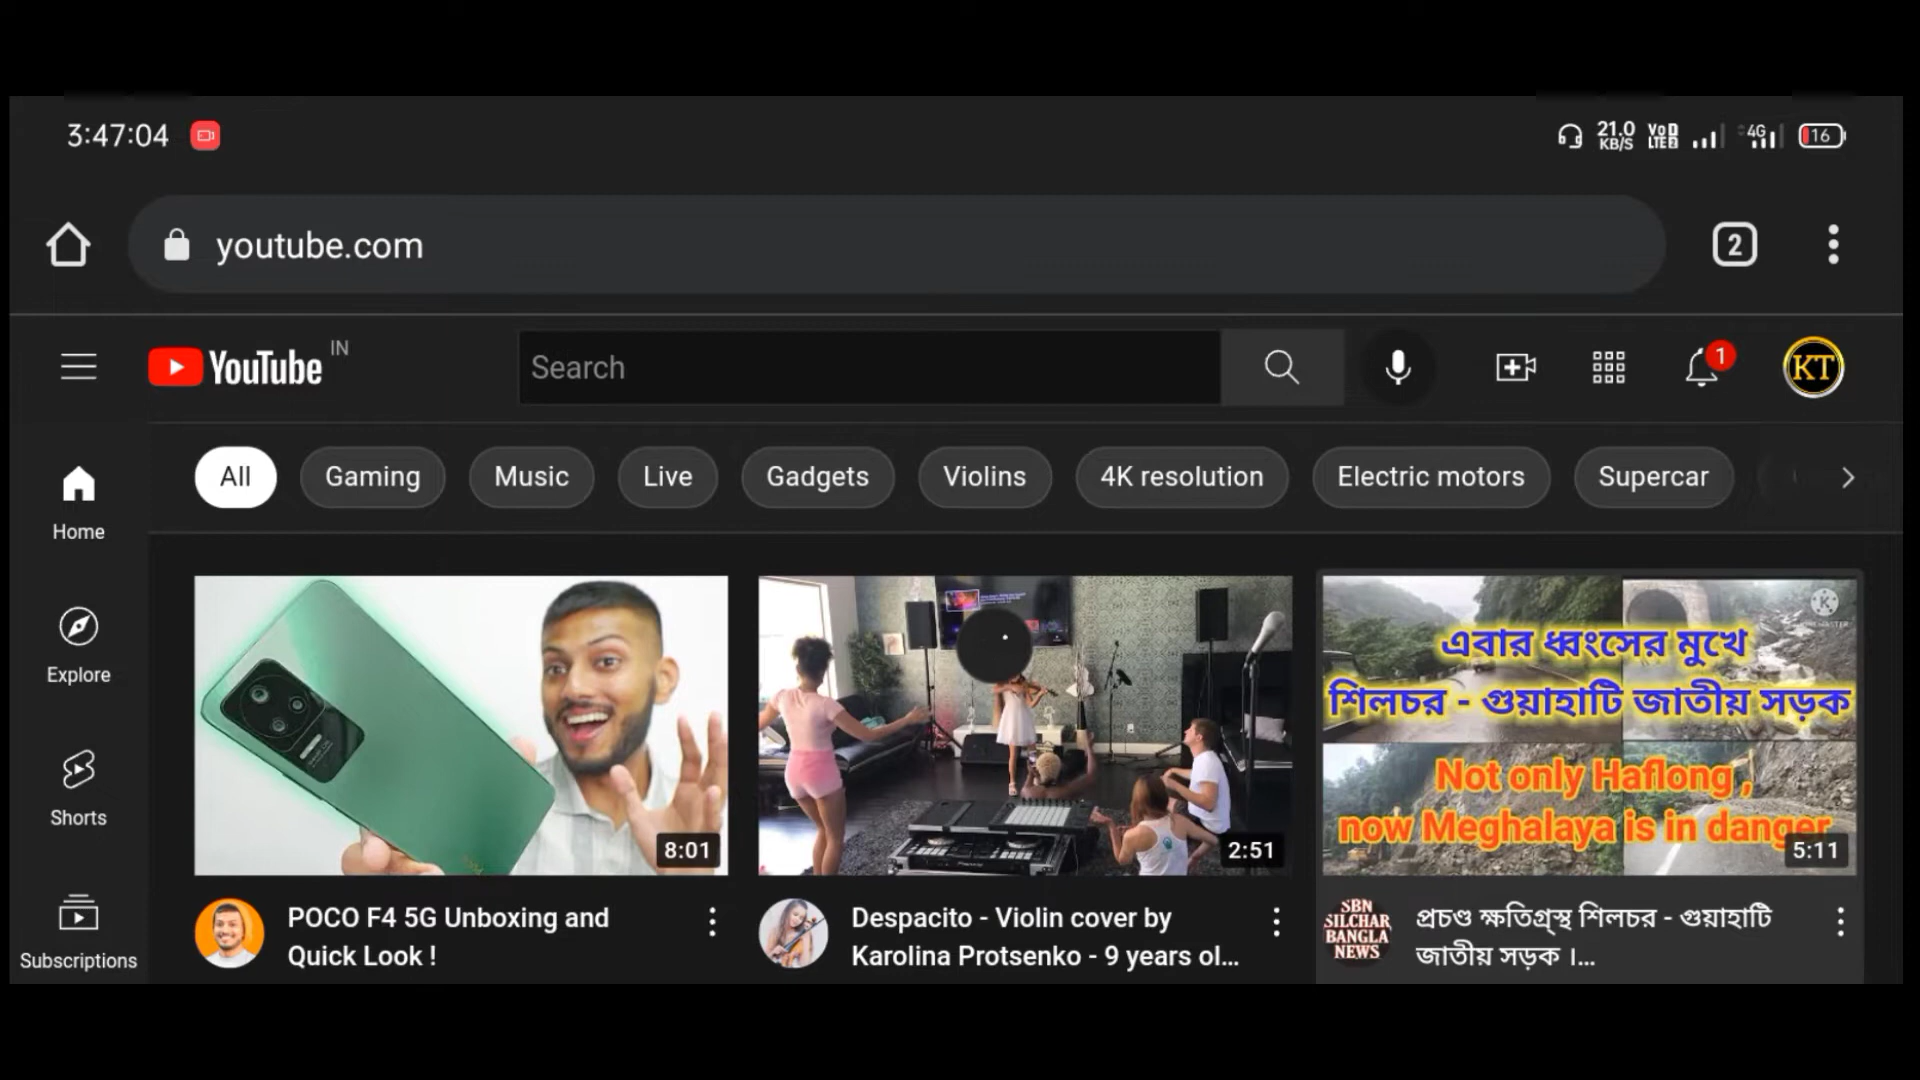 3:47:04
21.0 KB/S
VoD LTE2
4G
16
youtube.com
2
YouTube IN
Search
1
KT
All Gaming Music Live Gadgets Violins 4K resolution Electric motors Supercar
Home
Explore
Shorts
Subscriptions
8:01
2:51
এবার ধ্বংসের মুখে
শিলচর - গুয়াহাটি জাতীয় সড়ক
Not only Haflong ,
now Meghalaya is in danger
5:11
POCO F4 5G Unboxing and
Quick Look !
Despacito - Violin cover by
Karolina Protsenko - 9 years ol...
SBN
SILCHAR
BANGLA
NEWS
প্রচণ্ড ক্ষতিগ্রস্থ শিলচর - গুয়াহাটি
জাতীয় সড়ক ।...